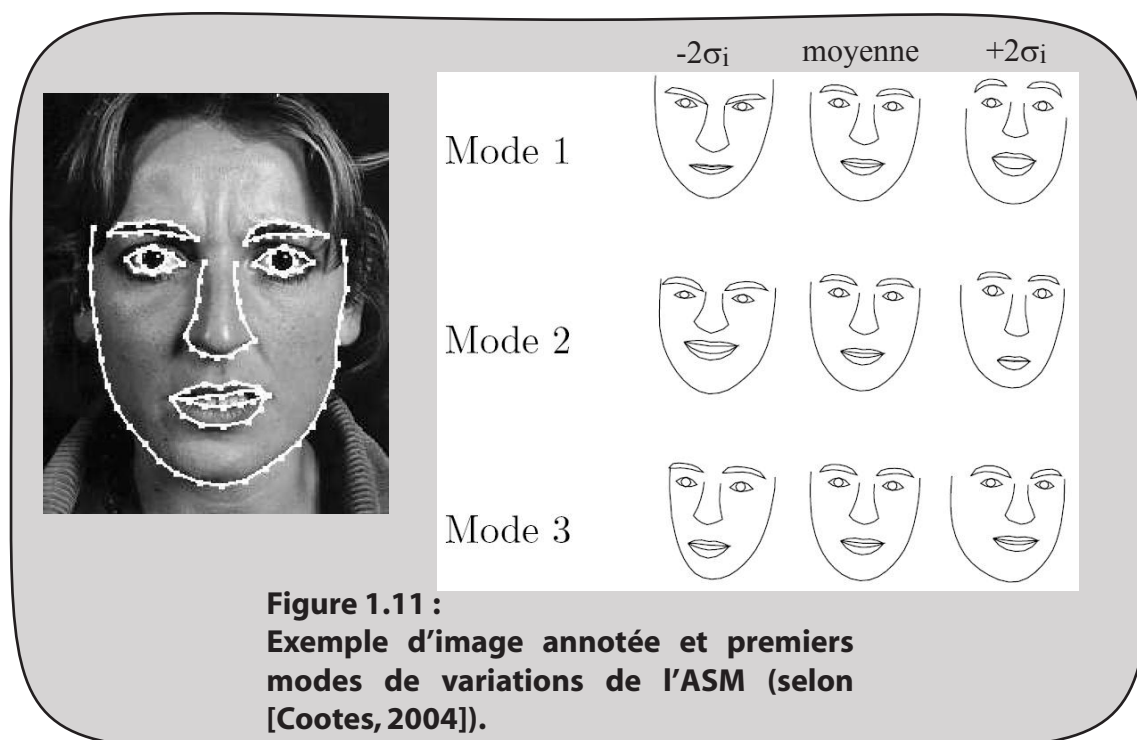 -2σi moyenne +2σi
Mode 1
Mode 2
Mode 3
Figure 1.11 :
Exemple d’image annotée et premiers
modes de variations de l’ASM (selon
[Cootes, 2004]).